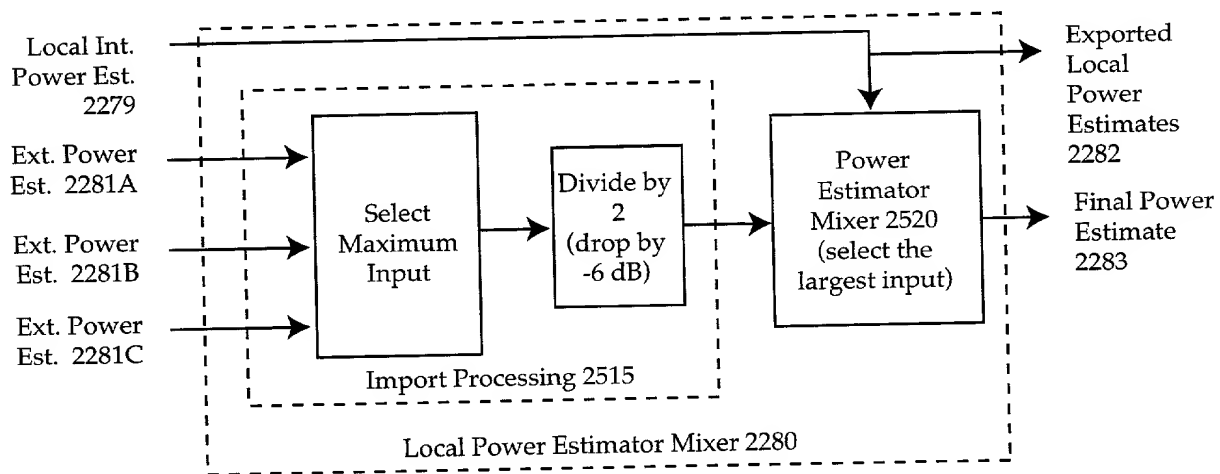 Local Int.
Power Est.
2279
Ext. Power
Est. 2281A
Ext. Power
Est. 2281B
Ext. Power
Est. 2281C
Select
Maximum
Input
Divide by
2
(drop by
-6 dB)
Import Processing 2515
Power
Estimator
Mixer 2520
(select the
largest input)
Local Power Estimator Mixer 2280
Exported
Local
Power
Estimates
2282
Final Power
Estimate
2283